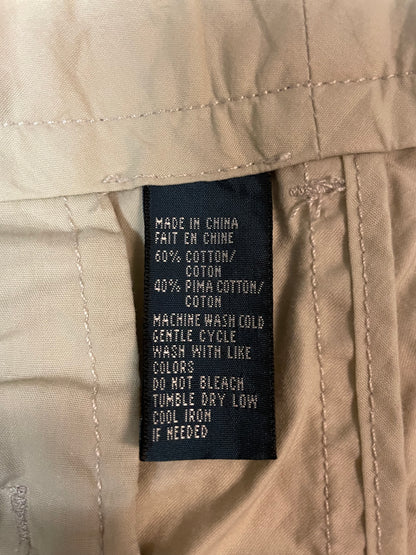 MADE IN CHINA
FAIT EN CHINE
60% COTTON/
COTON
40% PIMA COTTON/
COTON
MACHINE WASH COLD
GENTLE CYCLE
WASH WITH LIKE
COLORS
DO NOT BLEACH
TUMBLE DRY LOW
COOL IRON
IF NEEDED